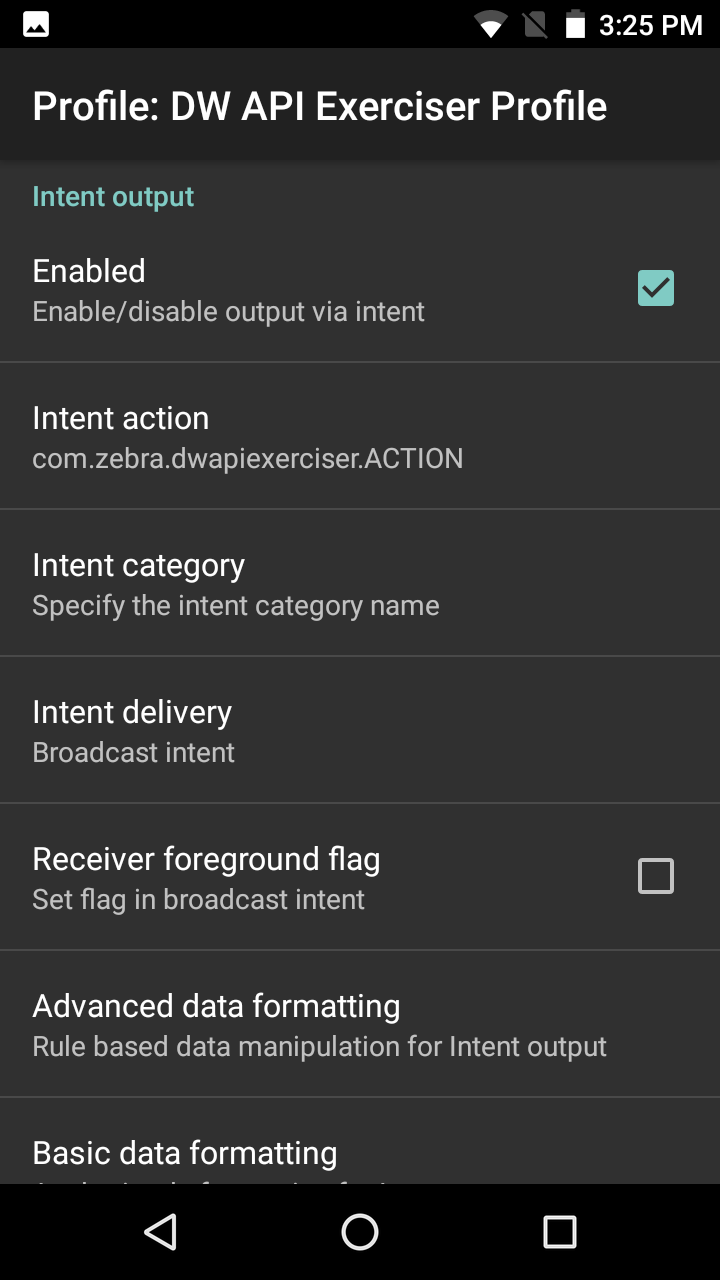 3:25 PM
Profile: DW API Exerciser Profile
Intent output
Enabled
Enable/disable output via intent
Intent action
com.zebra.dwapiexerciser.ACTION
Intent category
Specify the intent category name
Intent delivery
Broadcast intent
Receiver foreground flag
Set flag in broadcast intent
Advanced data formatting
Rule based data manipulation for Intent output
Basic data formatting